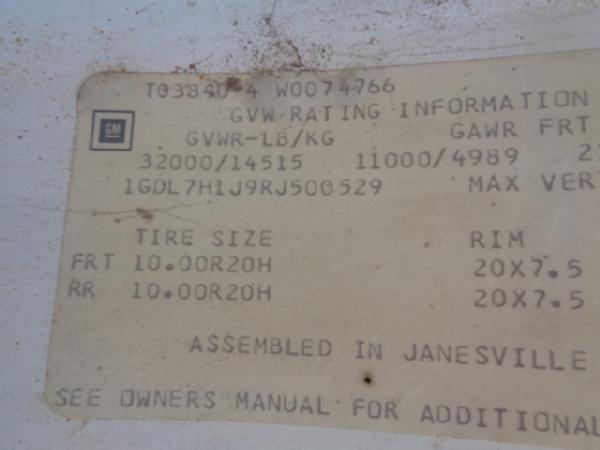 T03840-4 W0074766
GVW RATING INFORMATION
GM
GVWR-LB/KG GAWR FRT
32000/14515 11000/4989 2
1GDL7H1J9RJ500529 MAX VER
TIRE SIZE RIM
FRT 10.00R20H 20X7.5
RR 10.00R20H 20X7.5
ASSEMBLED IN JANESVILLE
SEE OWNERS MANUAL FOR ADDITIONAL